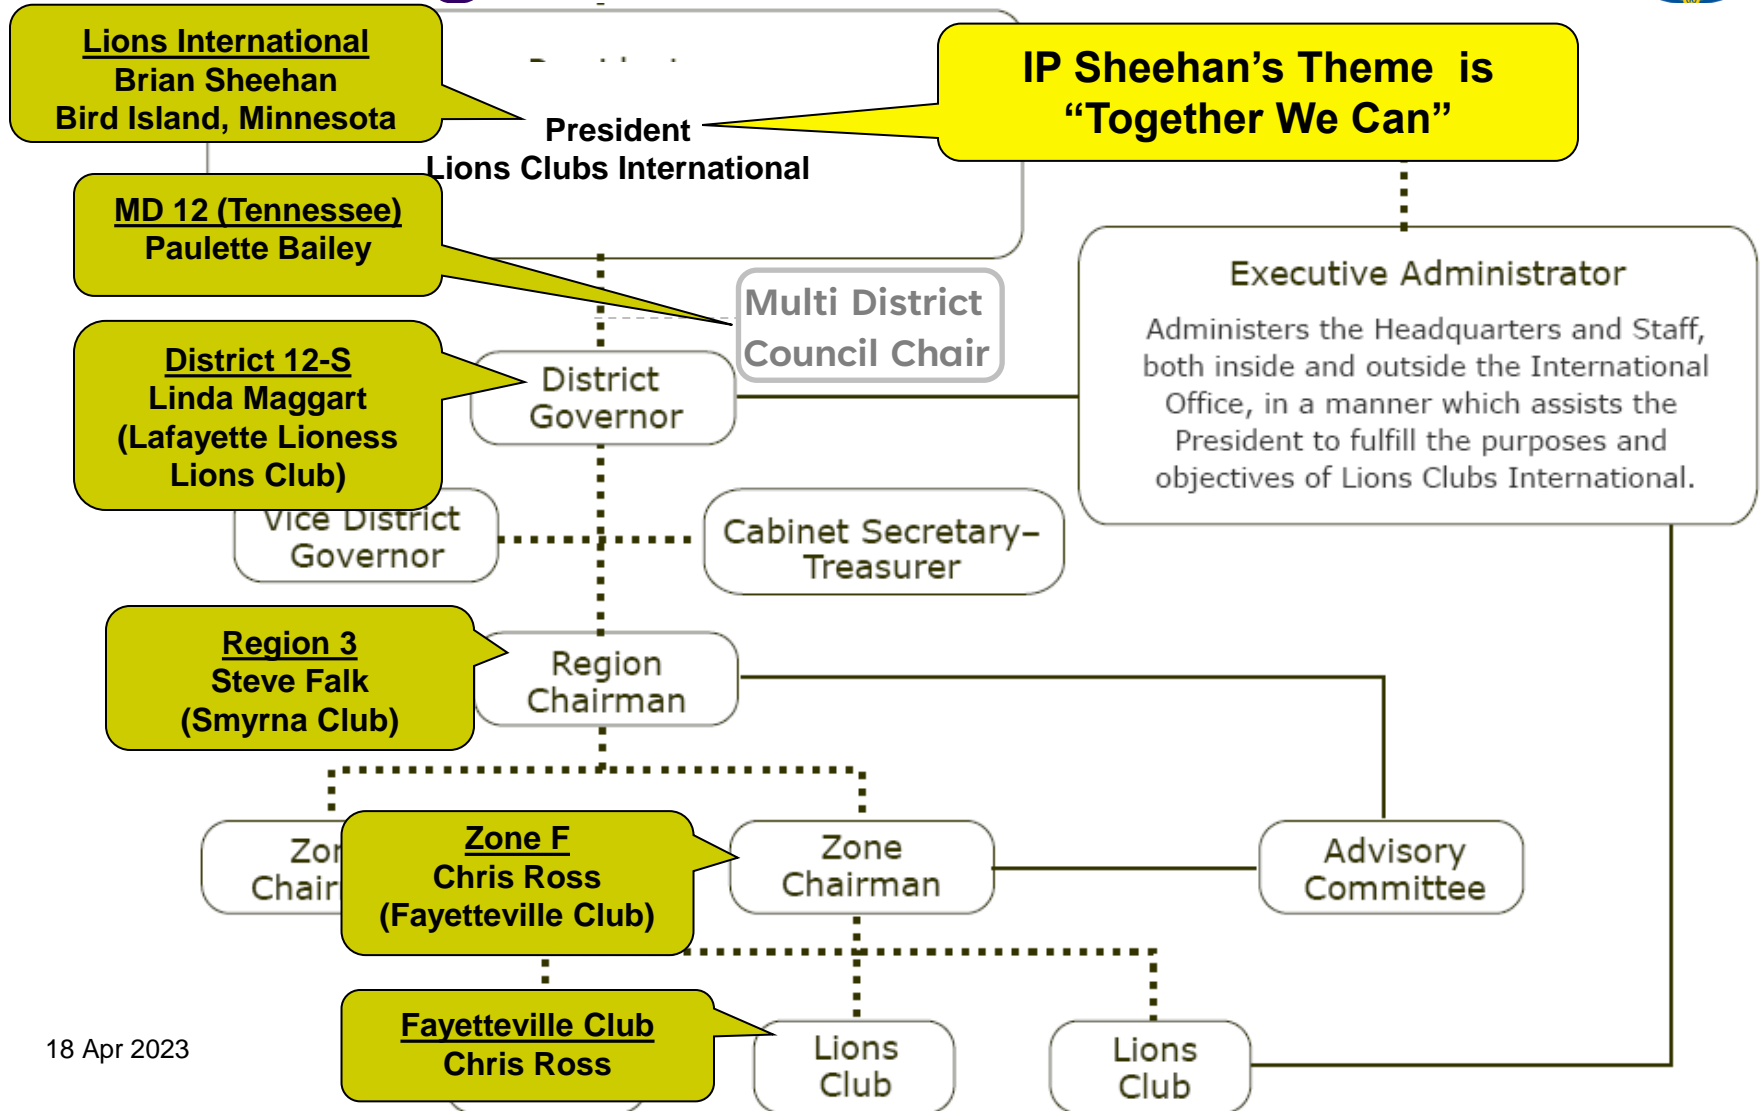 Lions International
Brian Sheehan
Bird Island, Minnesota
IP Sheehan’s Theme  is
“Together We Can”
President
Lions Clubs International
MD 12 (Tennessee)
Paulette Bailey
Multi District
Council Chair
Executive Administrator
Administers the Headquarters and Staff,
both inside and outside the International
Office, in a manner which assists the
President to fulfill the purposes and
objectives of Lions Clubs International.
District 12-S
Linda Maggart
(Lafayette Lioness
Lions Club)
District
Governor
Vice District
Governor
Cabinet Secretary–
Treasurer
Region 3
Steve Falk
(Smyrna Club)
Region
Chairman
Zone F
Chris Ross
(Fayetteville Club)
Zone
Chairman
Advisory
Committee
Fayetteville Club
Chris Ross
Lions
Club
Lions
Club
18 Apr 2023